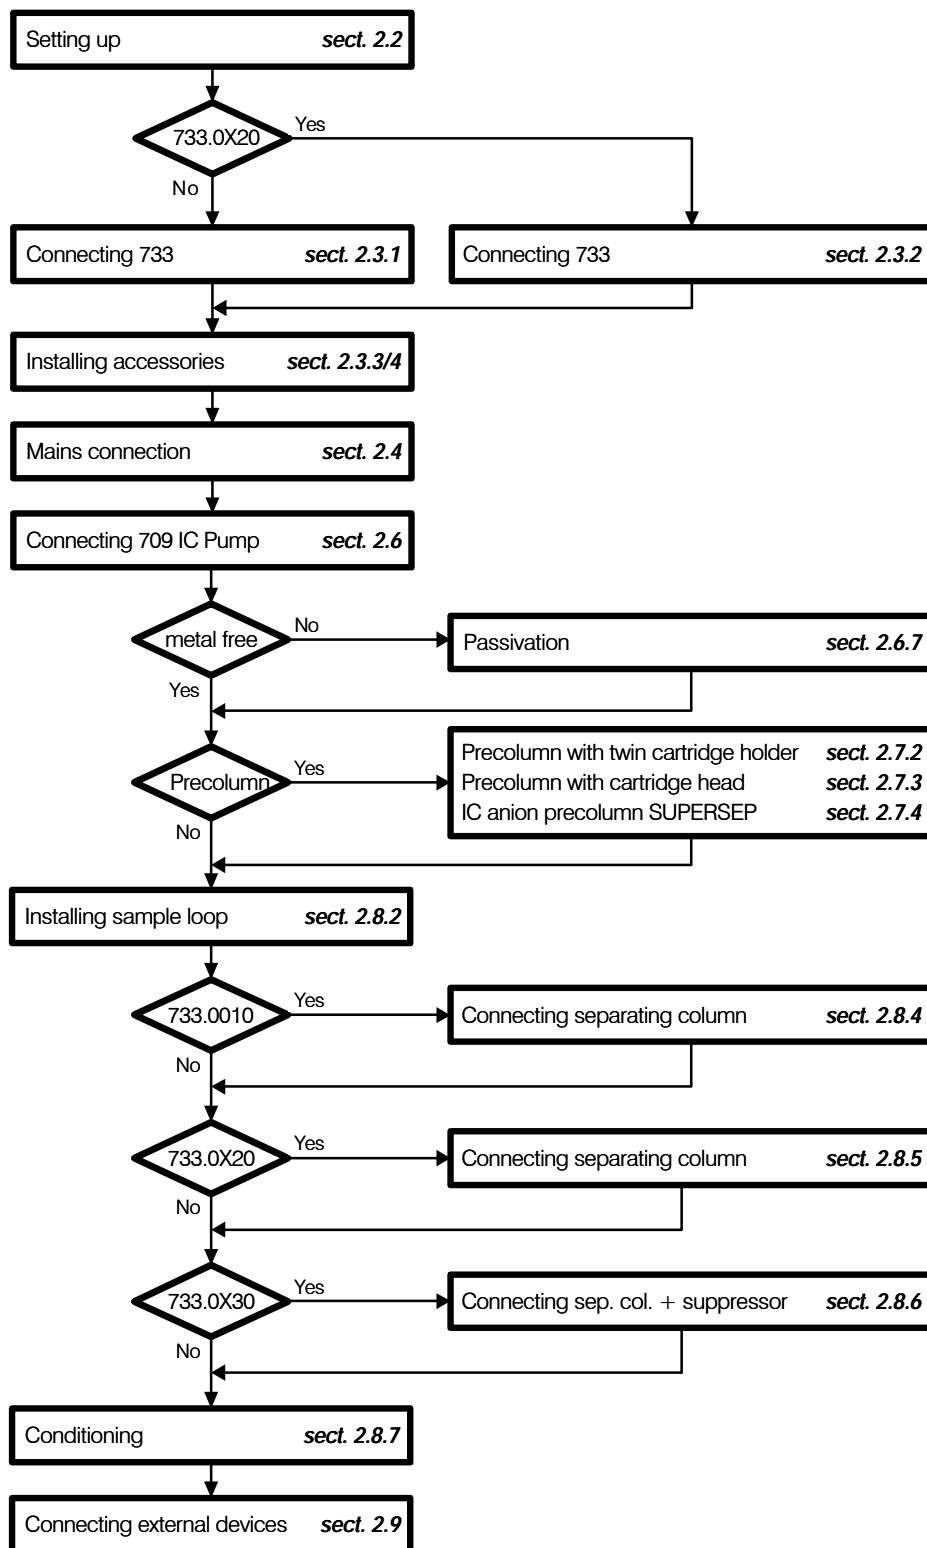 Setting up sect. 2.2
733.0X20
Yes
No
Connecting 733 sect. 2.3.1
Connecting 733 sect. 2.3.2
Installing accessories sect. 2.3.3/4
Mains connection sect. 2.4
Connecting 709 IC Pump sect. 2.6
metal free
No
Passivation sect. 2.6.7
Yes
Precolumn
Yes
Precolumn with twin cartridge holder sect. 2.7.2
Precolumn with cartridge head sect. 2.7.3
IC anion precolumn SUPERSEP sect. 2.7.4
No
Installing sample loop sect. 2.8.2
733.0010
Yes
Connecting separating column sect. 2.8.4
No
733.0X20
Yes
Connecting separating column sect. 2.8.5
No
733.0X30
Yes
Connecting sep. col. + suppressor sect. 2.8.6
No
Conditioning sect. 2.8.7
Connecting external devices sect. 2.9